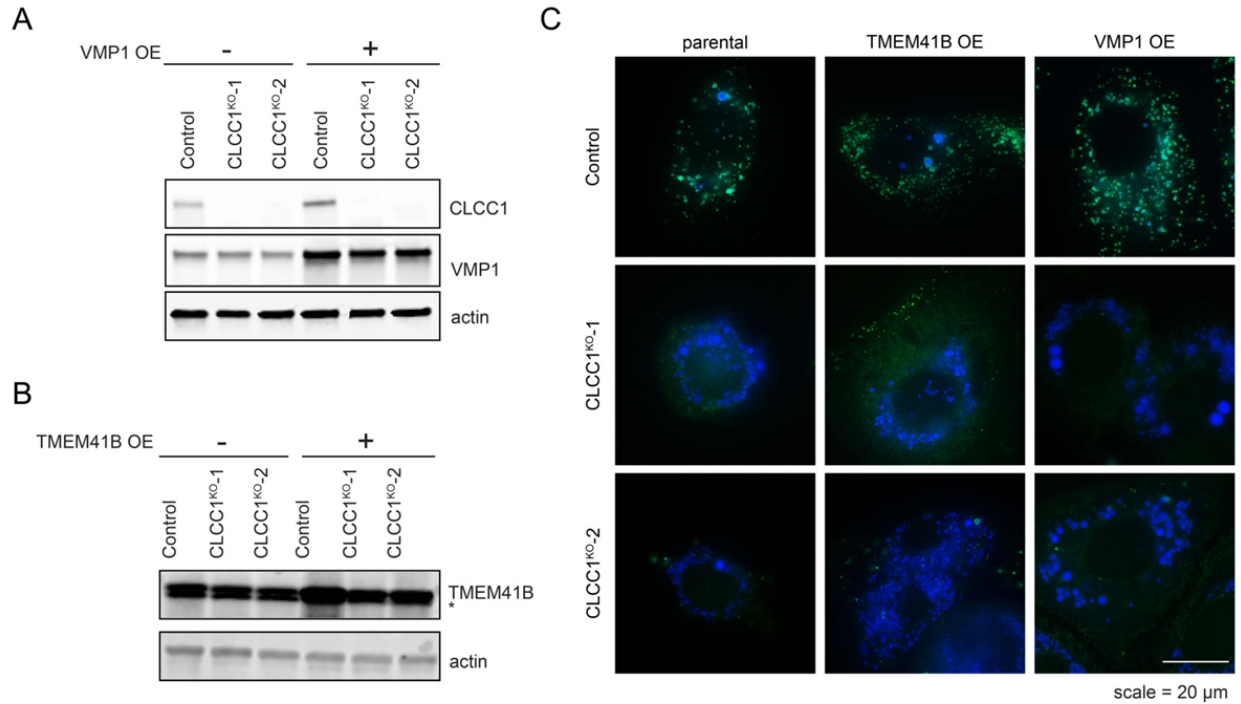 A
VMP1 OE - +
Control CLCC1KO-1 CLCC1KO-2 Control CLCC1KO-1 CLCC1KO-2
CLCC1
VMP1
actin
B
TMEM41B OE - +
Control CLCC1KO-1 CLCC1KO-2 Control CLCC1KO-1 CLCC1KO-2
TMEM41B
*
actin
C
parental TMEM41B OE VMP1 OE
Control
CLCC1KO-1
CLCC1KO-2
scale = 20 μm